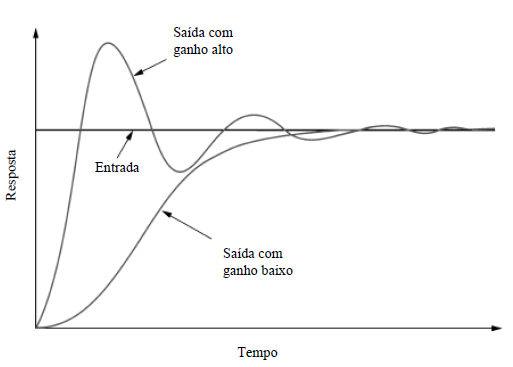 Saída com
ganho alto
Entrada
Resposta
Saída com
ganho baixo
Tempo